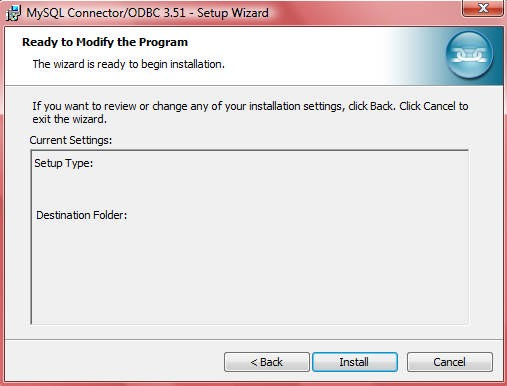 MySQL Connector/ODBC 3.51 - Setup Wizard
Ready to Modify the Program
The wizard is ready to begin installation.
If you want to review or change any of your installation settings, click Back. Click Cancel to
exit the wizard.
Current Settings:
Setup Type:
Destination Folder:
< Back
Install
Cancel